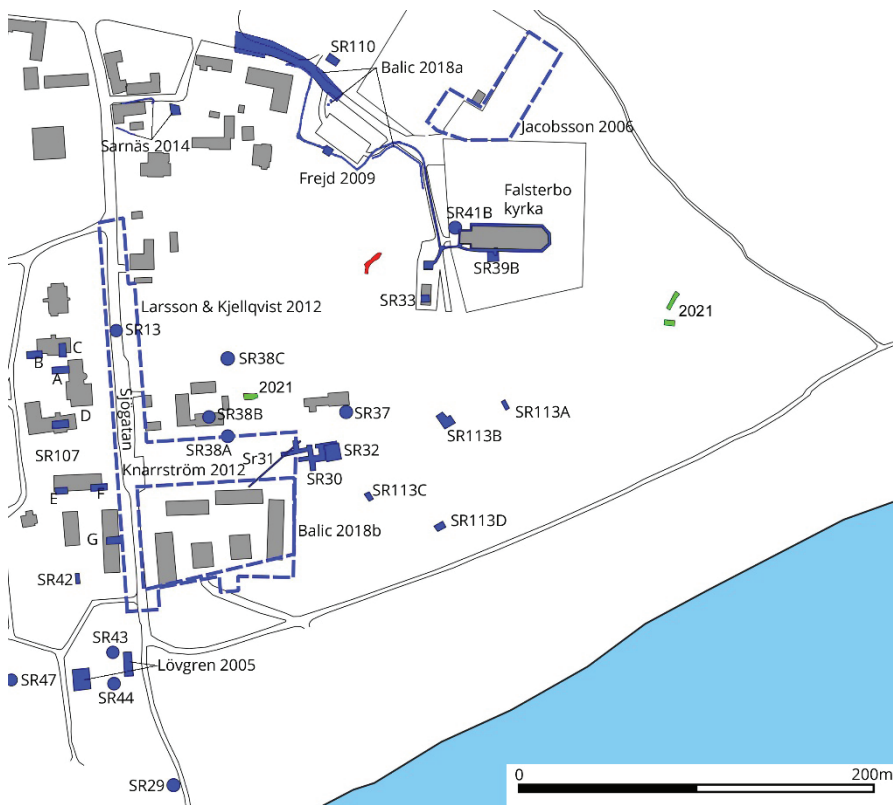 SR110
Balic 2018a
Jacobsson 2006
Sarnäs 2014
Frejd 2009
Falsterbo
kyrka
SR41B
SR39B
SR33
2021
Larsson & Kjellqvist 2012
SR13
C
B
A
SR38C
2021
D
Sjögatan
SR38B
SR37
SR113A
SR113B
SR38A
SR107
Sr31
SR32
Knarrström 2012
SR30
E
F
SR113C
Balic 2018b
SR113D
G
SR42
SR43
Lövgren 2005
SR47
SR44
SR29
0
200m